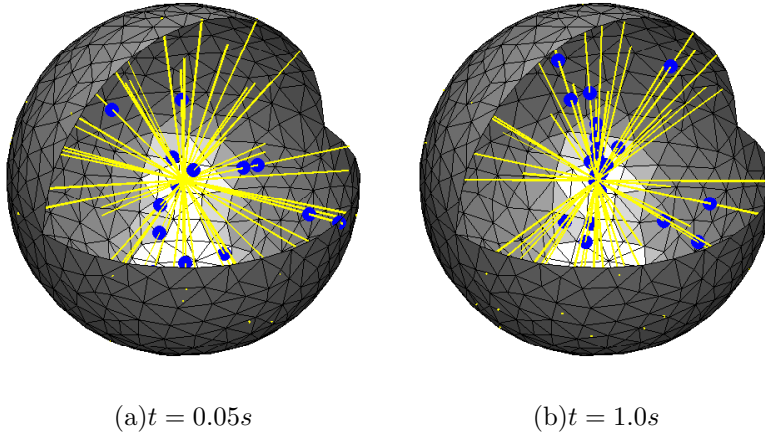 (a)t = 0.05s
(b)t = 1.0s